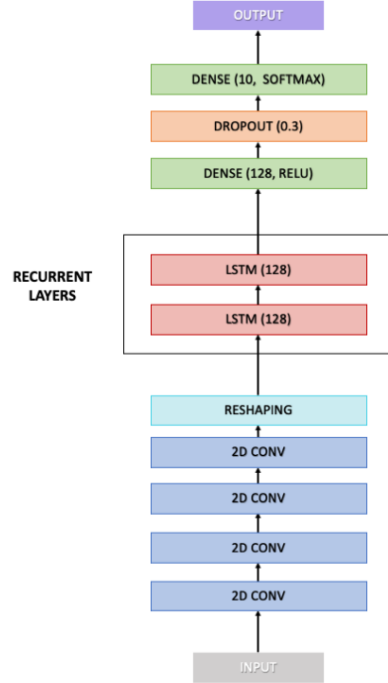 OUTPUT
DENSE (10, SOFTMAX)
DROPOUT (0.3)
DENSE (128, RELU)
RECURRENT
LAYERS
LSTM (128)
LSTM (128)
RESHAPING
2D CONV
2D CONV
2D CONV
2D CONV
INPUT